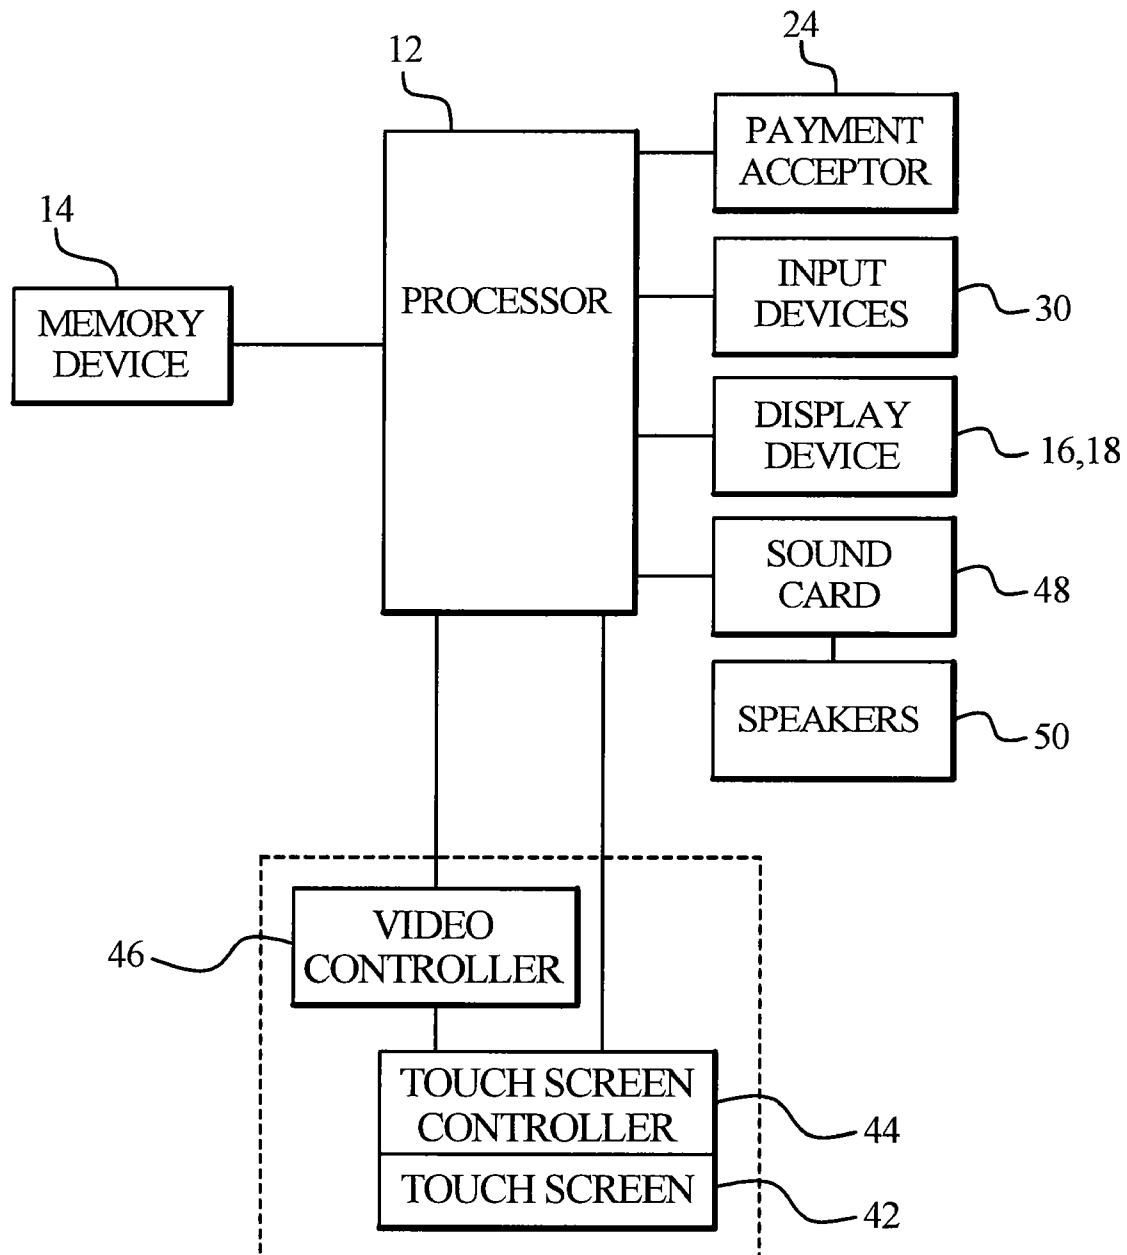 24
12
PAYMENT
ACCEPTOR
14
INPUT
DEVICES
30
MEMORY
DEVICE
PROCESSOR
DISPLAY
DEVICE
16,18
SOUND
CARD
48
SPEAKERS
50
VIDEO
CONTROLLER
46
TOUCH SCREEN
CONTROLLER
44
TOUCH SCREEN
42